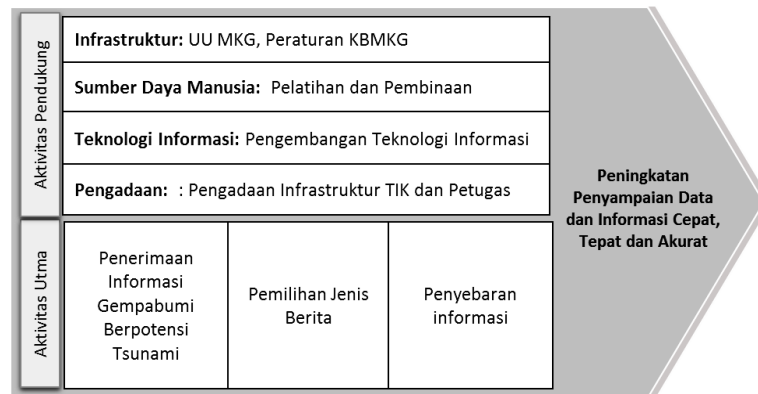 Aktivitas Pendukung
Infrastruktur: UU MKG, Peraturan KBMKG
Sumber Daya Manusia: Pelatihan dan Pembinaan
Teknologi Informasi: Pengembangan Teknologi Informasi
Pengadaan: : Pengadaan Infrastruktur TIK dan Petugas
Aktivitas Utma
Penerimaan
Informasi
Gempabumi
Berpotensi
Tsunami
Pemilihan Jenis
Berita
Penyebaran
informasi
Peningkatan
Penyampaian Data
dan Informasi Cepat,
Tepat dan Akurat